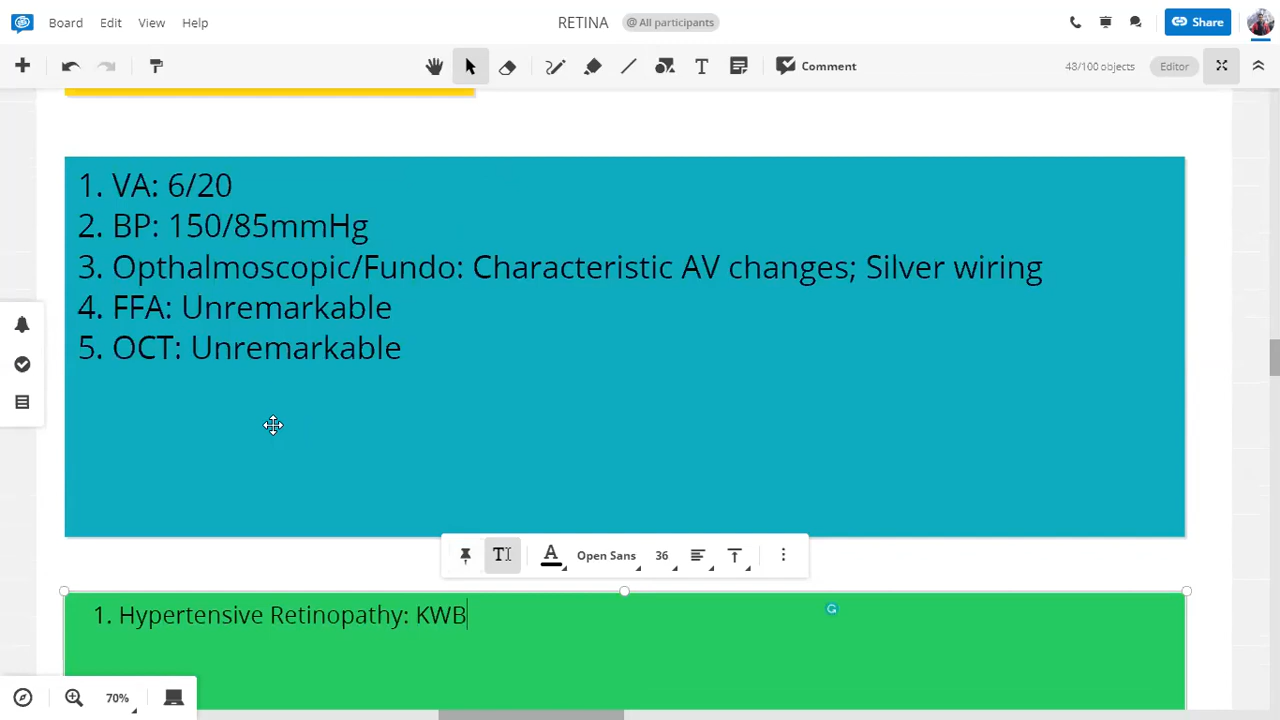 Board Edit View Help RETINA @ All participants Share
Comment 43/100 objects Editor
1. VA: 6/20
2. BP: 150/85mmHg
3. Opthalmoscopic/Fundo: Characteristic AV changes; Silver wiring
4. FFA: Unremarkable
5. OCT: Unremarkable
Open Sans 36
1. Hypertensive Retinopathy: KWB
70%